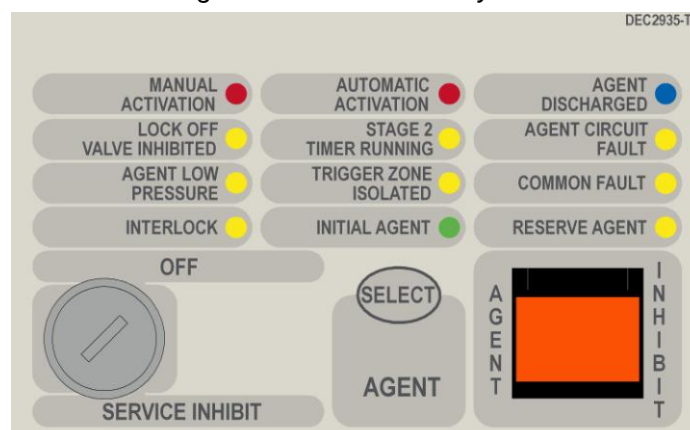 DEC2935-T
MANUAL
ACTIVATION
AUTOMATIC
ACTIVATION
AGENT
DISCHARGED
LOCK OFF
VALVE INHIBITED
STAGE 2
TIMER RUNNING
AGENT CIRCUIT
FAULT
AGENT LOW
PRESSURE
TRIGGER ZONE
ISOLATED
COMMON FAULT
INTERLOCK
INITIAL AGENT
RESERVE AGENT
OFF
SERVICE INHIBIT
SELECT
AGENT
AGENT
INHIBIT